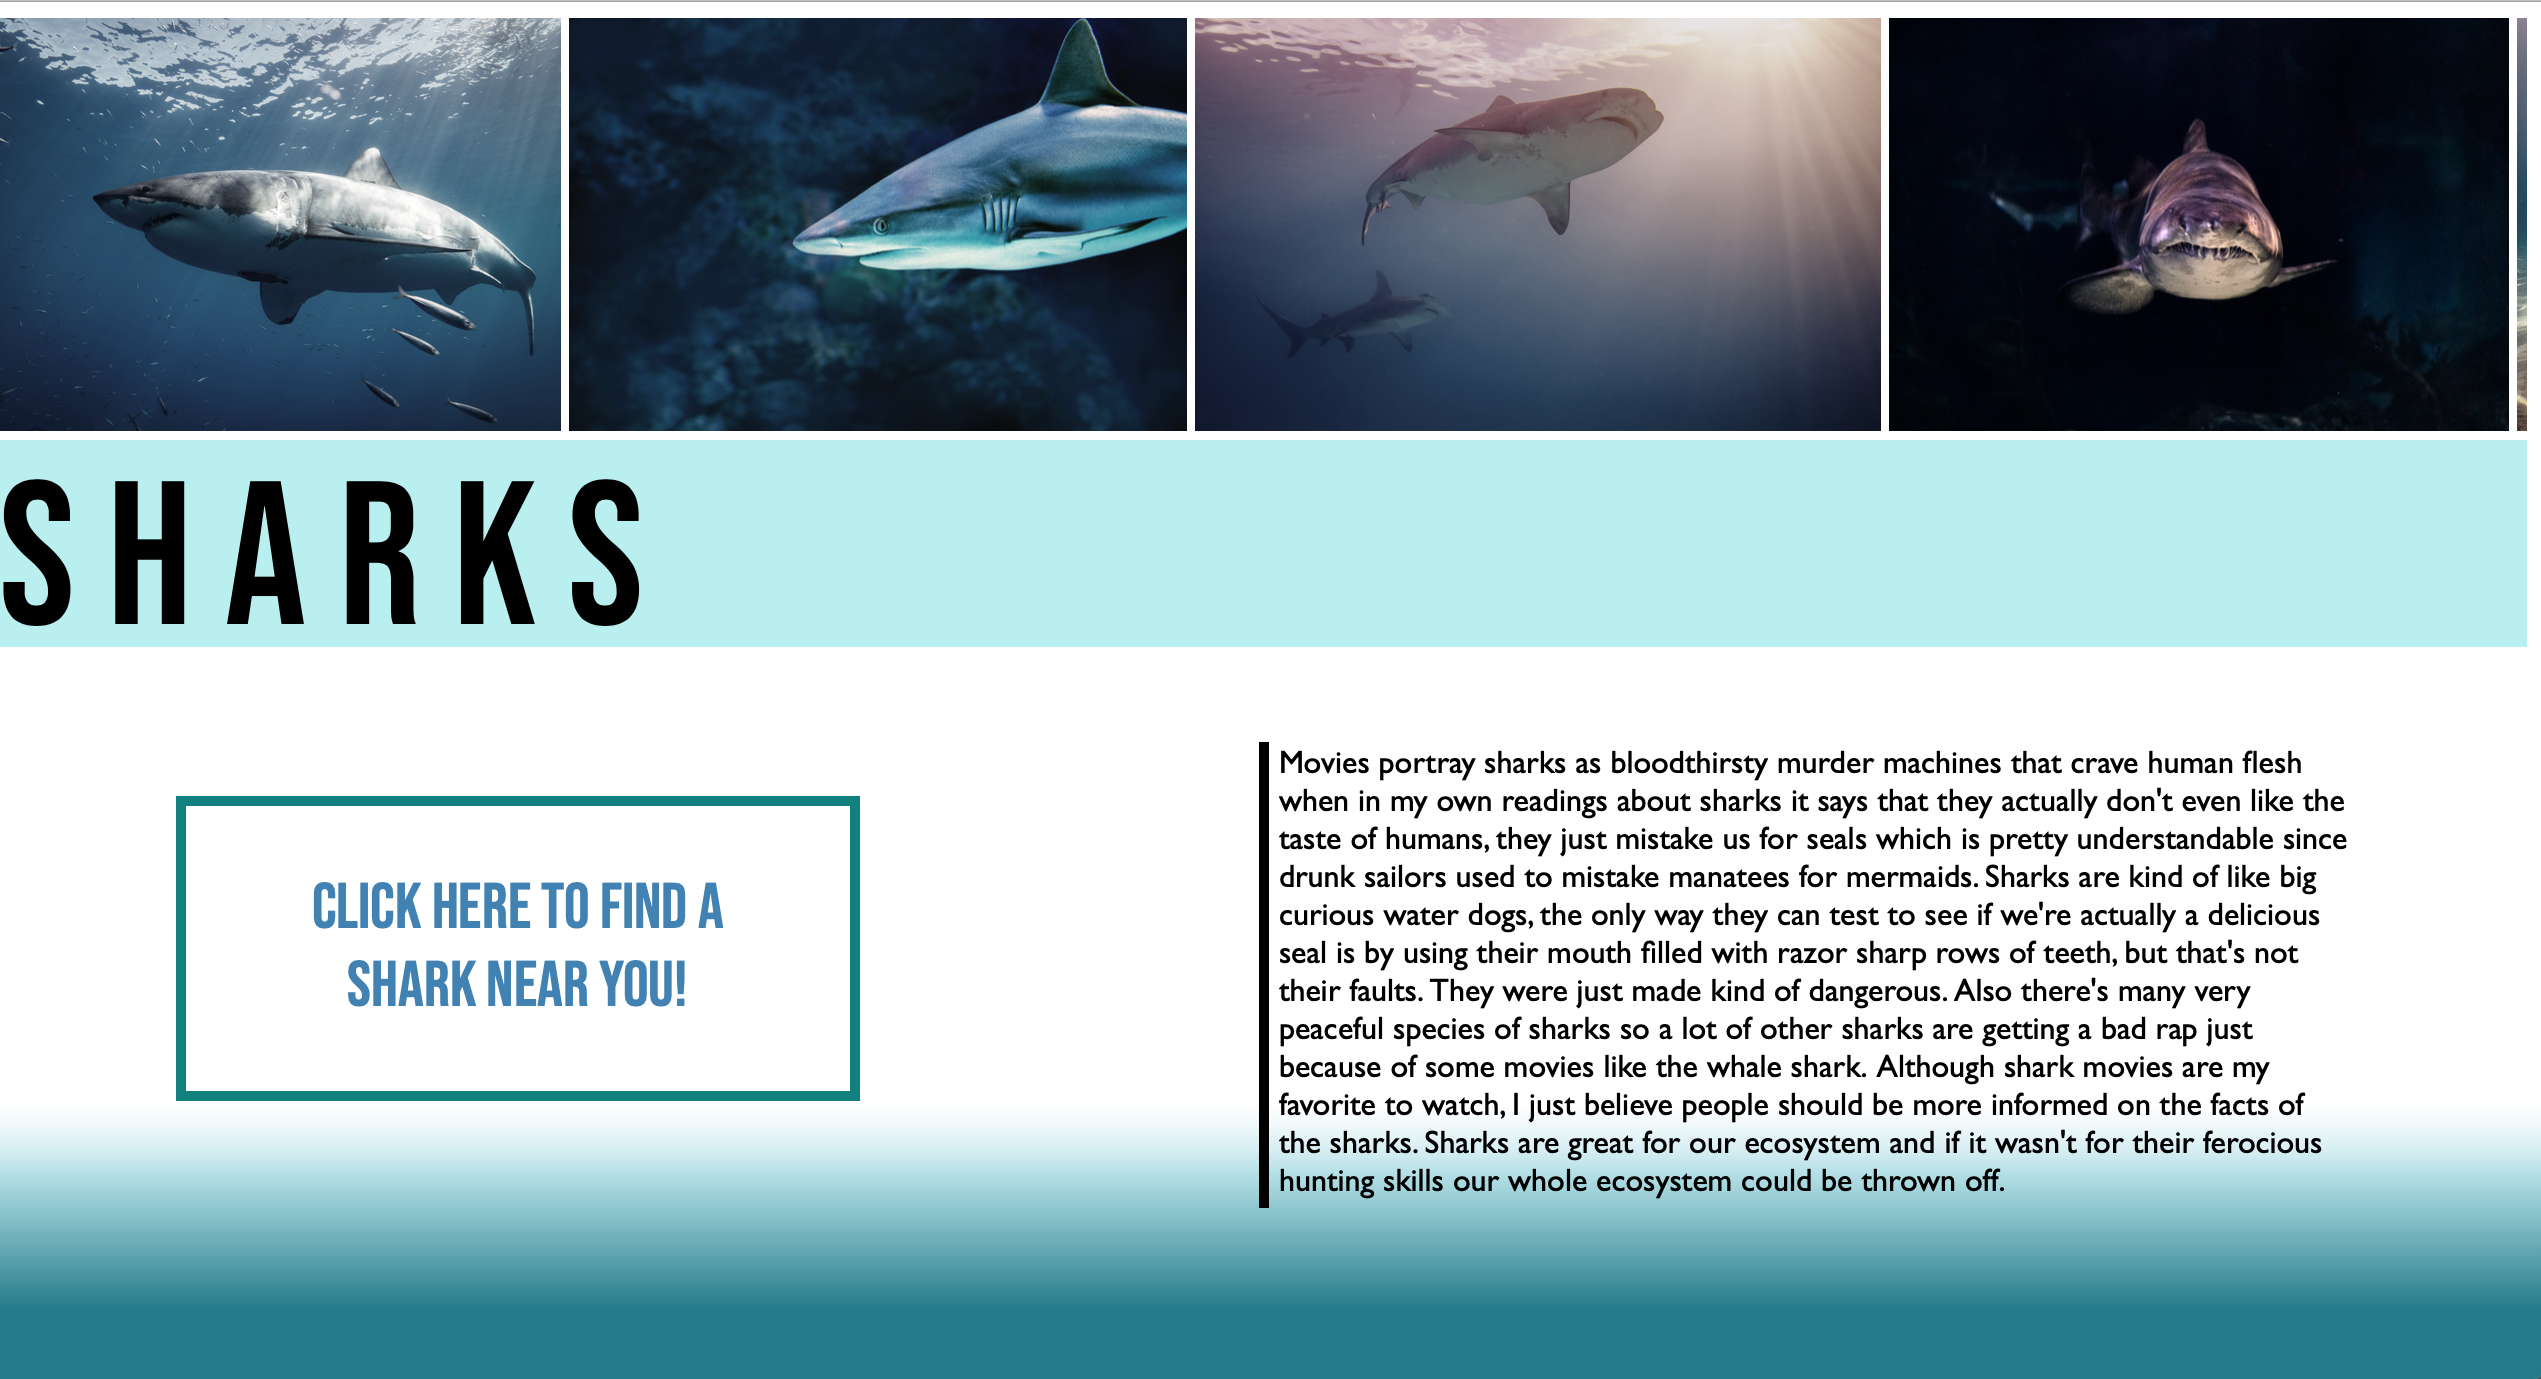 SHARKS
CLICK HERE TO FIND A
SHARK NEAR YOU!
Movies portray sharks as bloodthirsty murder machines that crave human flesh
when in my own readings about sharks it says that they actually don't even like the
taste of humans, they just mistake us for seals which is pretty understandable since
drunk sailors used to mistake manatees for mermaids. Sharks are kind of like big
curious water dogs, the only way they can test to see if we're actually a delicious
seal is by using their mouth filled with razor sharp rows of teeth, but that's not
their faults. They were just made kind of dangerous. Also there's many very
peaceful species of sharks so a lot of other sharks are getting a bad rap just
because of some movies like the whale shark. Although shark movies are my
favorite to watch, I just believe people should be more informed on the facts of
the sharks. Sharks are great for our ecosystem and if it wasn't for their ferocious
hunting skills our whole ecosystem could be thrown off.